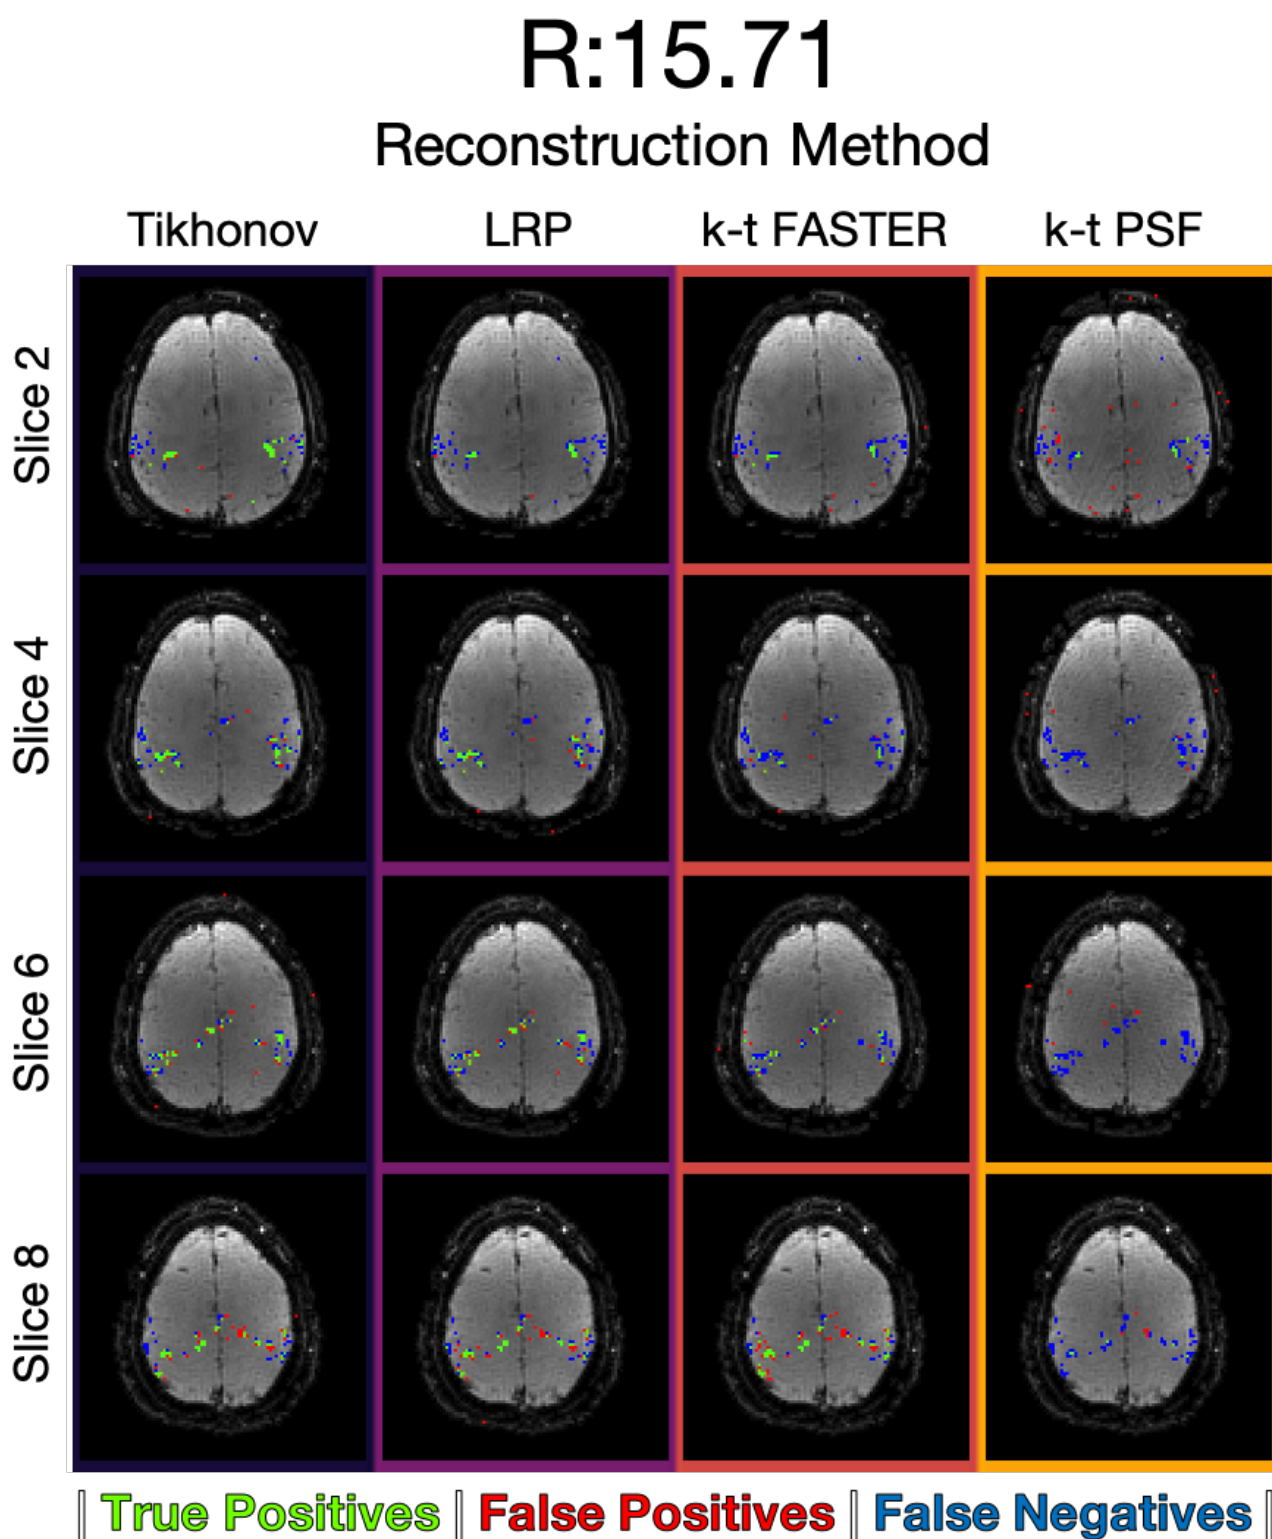 R:15.71
Reconstruction Method
Tikhonov LRP k-t FASTER k-t PSF
Slice 2
Slice 4
Slice 6
Slice 8
True Positives False Positives False Negatives